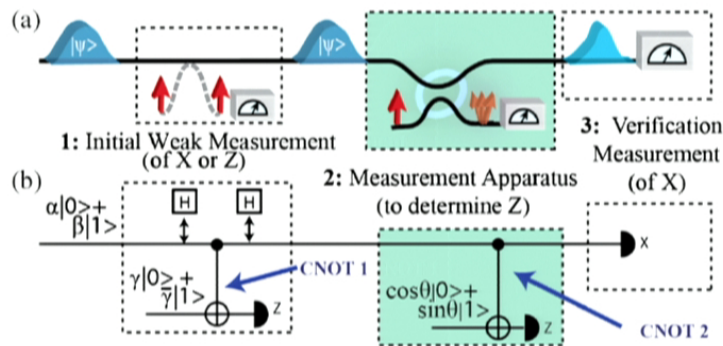 (a)
|ψ> |ψ>
1: Initial Weak Measurement
(of X or Z)
2: Measurement Apparatus
(to determine Z)
3: Verification
Measurement
(of X)
(b)
α|0>+
β|1>
H H
CNOT 1
γ|0>+
γ̄|1>
Z
cosθ|0>+
sinθ|1>
Z
CNOT 2
X